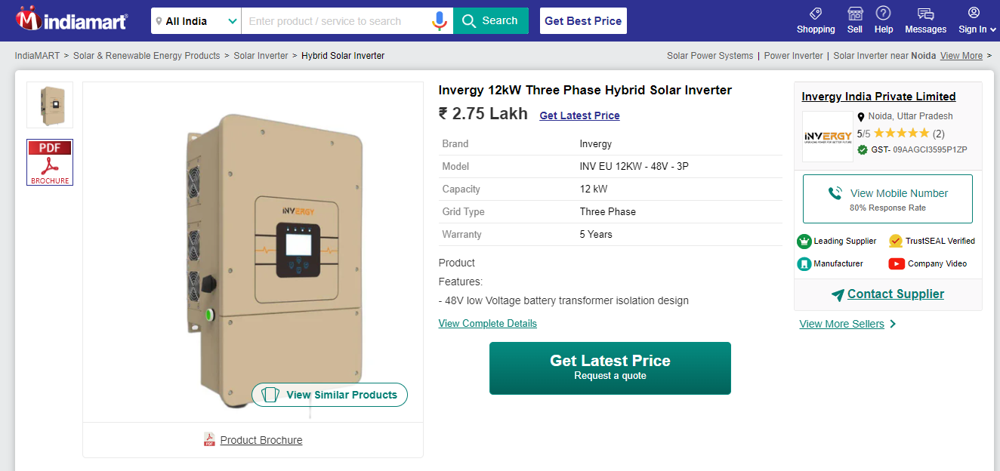 indiamart
All India
Enter product / service to search
Search
Get Best Price
Shopping
Sell
Help
Messages
Sign In
IndiaMART > Solar & Renewable Energy Products > Solar Inverter > Hybrid Solar Inverter
Solar Power Systems | Power Inverter | Solar Inverter near Noida View More >
PDF
BROCHURE
INVERGY
View Similar Products
Product Brochure
Invergy 12kW Three Phase Hybrid Solar Inverter
₹ 2.75 Lakh Get Latest Price
Brand Invergy
Model INV EU 12KW - 48V - 3P
Capacity 12 kW
Grid Type Three Phase
Warranty 5 Years
Product
Features:
- 48V low Voltage battery transformer isolation design
View Complete Details
Get Latest Price
Request a quote
Invergy India Private Limited
INVERGY
Noida, Uttar Pradesh
5/5 (2)
GST- 09AAGCI3595P1ZP
View Mobile Number
80% Response Rate
Leading Supplier
TrustSEAL Verified
Manufacturer
Company Video
Contact Supplier
View More Sellers